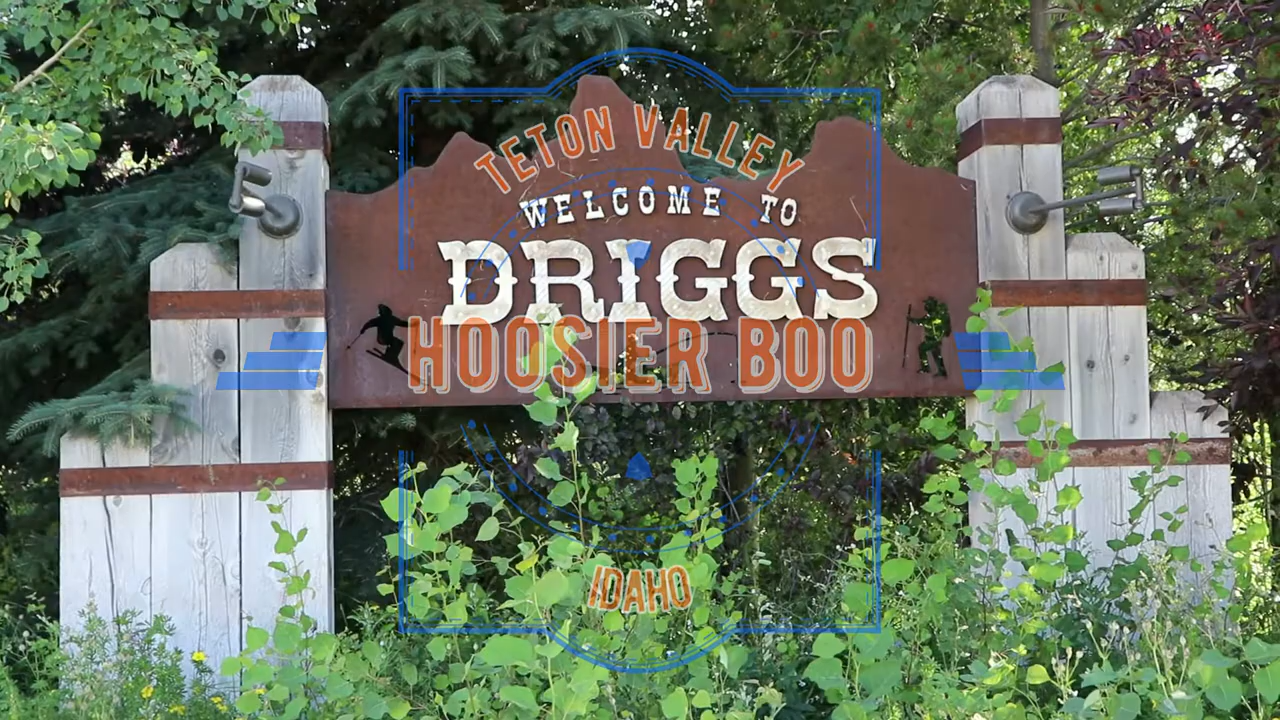 TETON VALLEY
WELCOME TO
DRIGGS
HOOSIER BOO
IDAHO